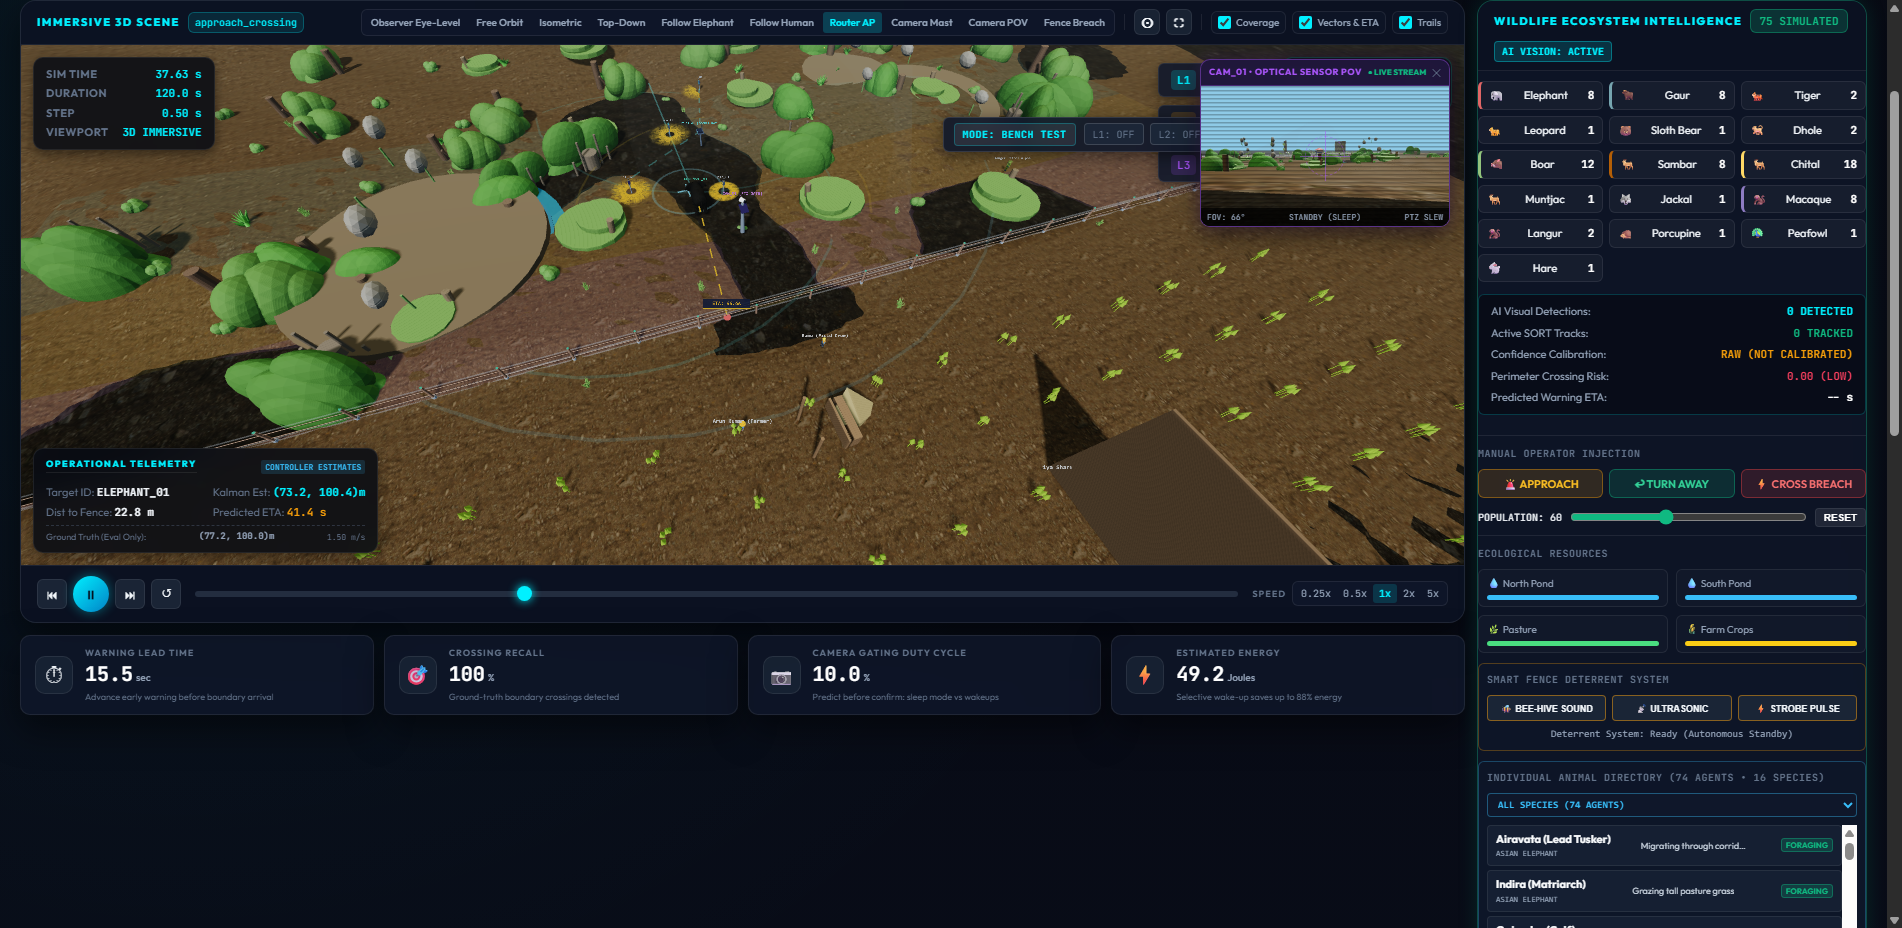 IMMERSIVE 3D SCENE approach_crossing
Observer Eye-Level Free Orbit Isometric Top-Down Follow Elephant Follow Human Router AP Camera Mast Camera POV Fence Breach
Coverage Vectors & ETA Trails
SIM TIME 37.63 s
DURATION 120.0 s
STEP 0.50 s
VIEWPORT 3D IMMERSIVE
L1
MODE: BENCH TEST L1: OFF L2: OFF
L3
CAM_01 • OPTICAL SENSOR POV • LIVE STREAM
FOV: 66° STANDBY (SLEEP) PTZ SLEW
OPERATIONAL TELEMETRY CONTROLLER ESTIMATES
Target ID: ELEPHANT_01 Kalman Est: (73.2, 100.4)m
Dist to Fence: 22.8 m Predicted ETA: 41.4 s
Ground Truth (Eval Only): (77.2, 100.0)m 1.50 m/s
SPEED 0.25x 0.5x 1x 2x 5x
WARNING LEAD TIME
15.5 sec
Advance early warning before boundary arrival
CROSSING RECALL
100 %
Ground-truth boundary crossings detected
CAMERA GATING DUTY CYCLE
10.0 %
Predict before confirm: sleep mode vs wakeups
ESTIMATED ENERGY
49.2 Joules
Selective wake-up saves up to 88% energy
WILDLIFE ECOSYSTEM INTELLIGENCE 75 SIMULATED
AI VISION: ACTIVE
Elephant 8 Gaur 8 Tiger 2
Leopard 1 Sloth Bear 1 Dhole 2
Boar 12 Sambar 8 Chital 18
Muntjac 1 Jackal 1 Macaque 8
Langur 2 Porcupine 1 Peafowl 1
Hare 1
AI Visual Detections: 0 DETECTED
Active SORT Tracks: 0 TRACKED
Confidence Calibration: RAW (NOT CALIBRATED)
Perimeter Crossing Risk: 0.00 (LOW)
Predicted Warning ETA: -- s
MANUAL OPERATOR INJECTION
APPROACH TURN AWAY CROSS BREACH
POPULATION: 60 RESET
ECOLOGICAL RESOURCES
North Pond South Pond
Pasture Farm Crops
SMART FENCE DETERRENT SYSTEM
BEE-HIVE SOUND ULTRASONIC STROBE PULSE
Deterrent System: Ready (Autonomous Standby)
INDIVIDUAL ANIMAL DIRECTORY (74 AGENTS • 16 SPECIES)
ALL SPECIES (74 AGENTS)
Airavata (Lead Tusker) Migrating through corrid... FORAGING
ASIAN ELEPHANT
Indira (Matriarch) Grazing tall pasture grass FORAGING
ASIAN ELEPHANT